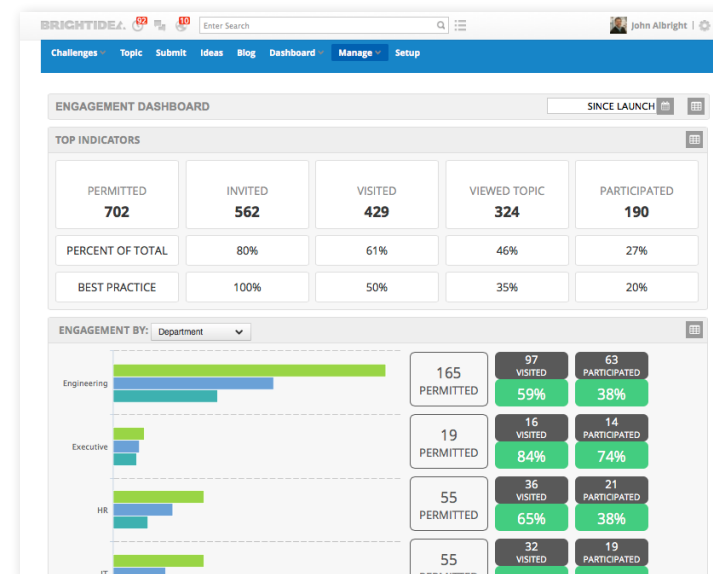 BRIGHTIDEA. 92 10 Enter Search John Albright
Challenges Topic Submit Ideas Blog Dashboard Manage Setup
ENGAGEMENT DASHBOARD SINCE LAUNCH
TOP INDICATORS
PERMITTED INVITED VISITED VIEWED TOPIC PARTICIPATED
702 562 429 324 190
PERCENT OF TOTAL 80% 61% 46% 27%
BEST PRACTICE 100% 50% 35% 20%
ENGAGEMENT BY: Department
97 63
165 VISITED PARTICIPATED
Engineering PERMITTED 59% 38%
16 14
19 VISITED PARTICIPATED
Executive PERMITTED 84% 74%
36 21
55 VISITED PARTICIPATED
HR PERMITTED 65% 38%
32 19
55 VISITED PARTICIPATED
IT PERMITTED